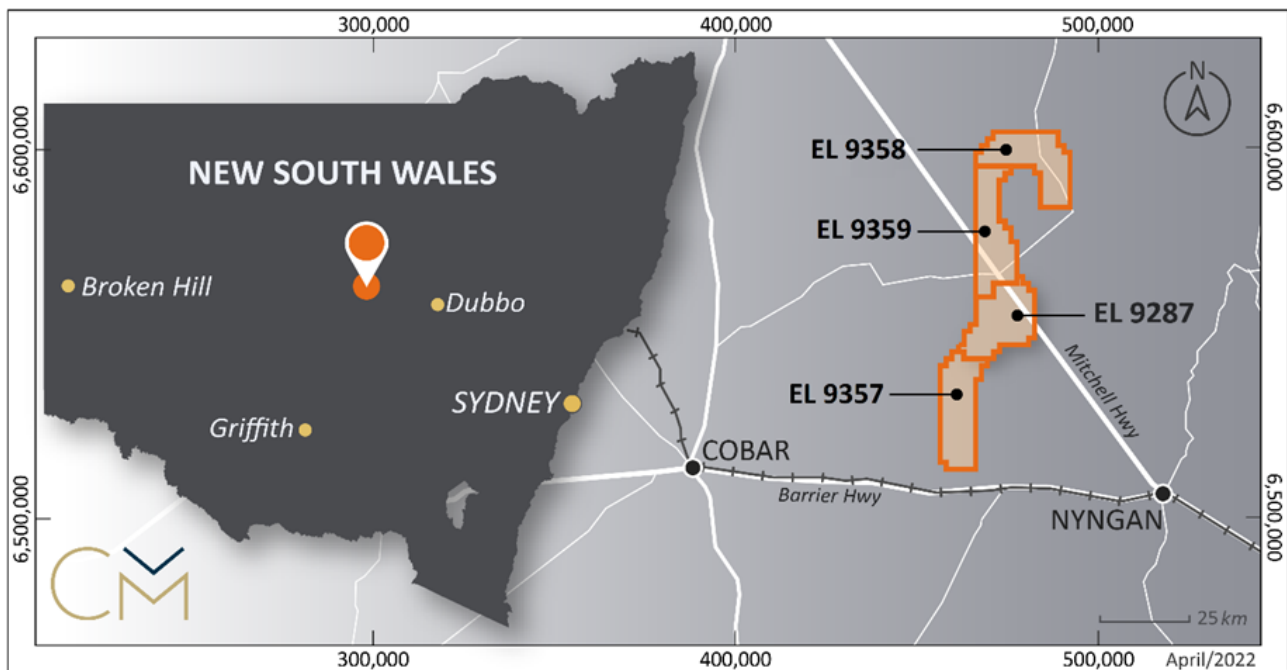 300,000
400,000
500,000
N
6,600,000
6,600,000
NEW SOUTH WALES
EL 9358
EL 9359
Broken Hill
Dubbo
EL 9287
Mitchell Hwy
SYDNEY
EL 9357
Griffith
COBAR
Barrier Hwy
NYNGAN
6,500,000
6,500,000
CM
25 km
300,000
400,000
500,000
April/2022